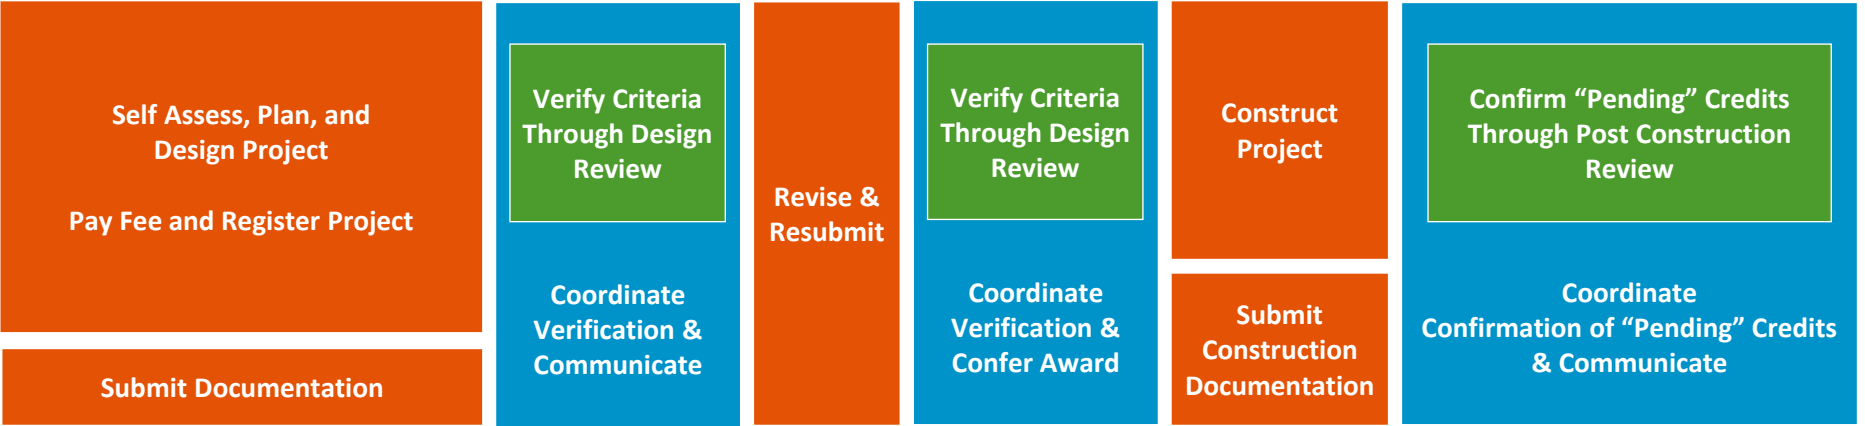 Self Assess, Plan, and
Design Project
Pay Fee and Register Project
Submit Documentation
Verify Criteria
Through Design
Review
Coordinate
Verification &
Communicate
Revise &
Resubmit
Verify Criteria
Through Design
Review
Coordinate
Verification &
Confer Award
Construct
Project
Submit
Construction
Documentation
Confirm “Pending” Credits
Through Post Construction
Review
Coordinate
Confirmation of “Pending” Credits
& Communicate